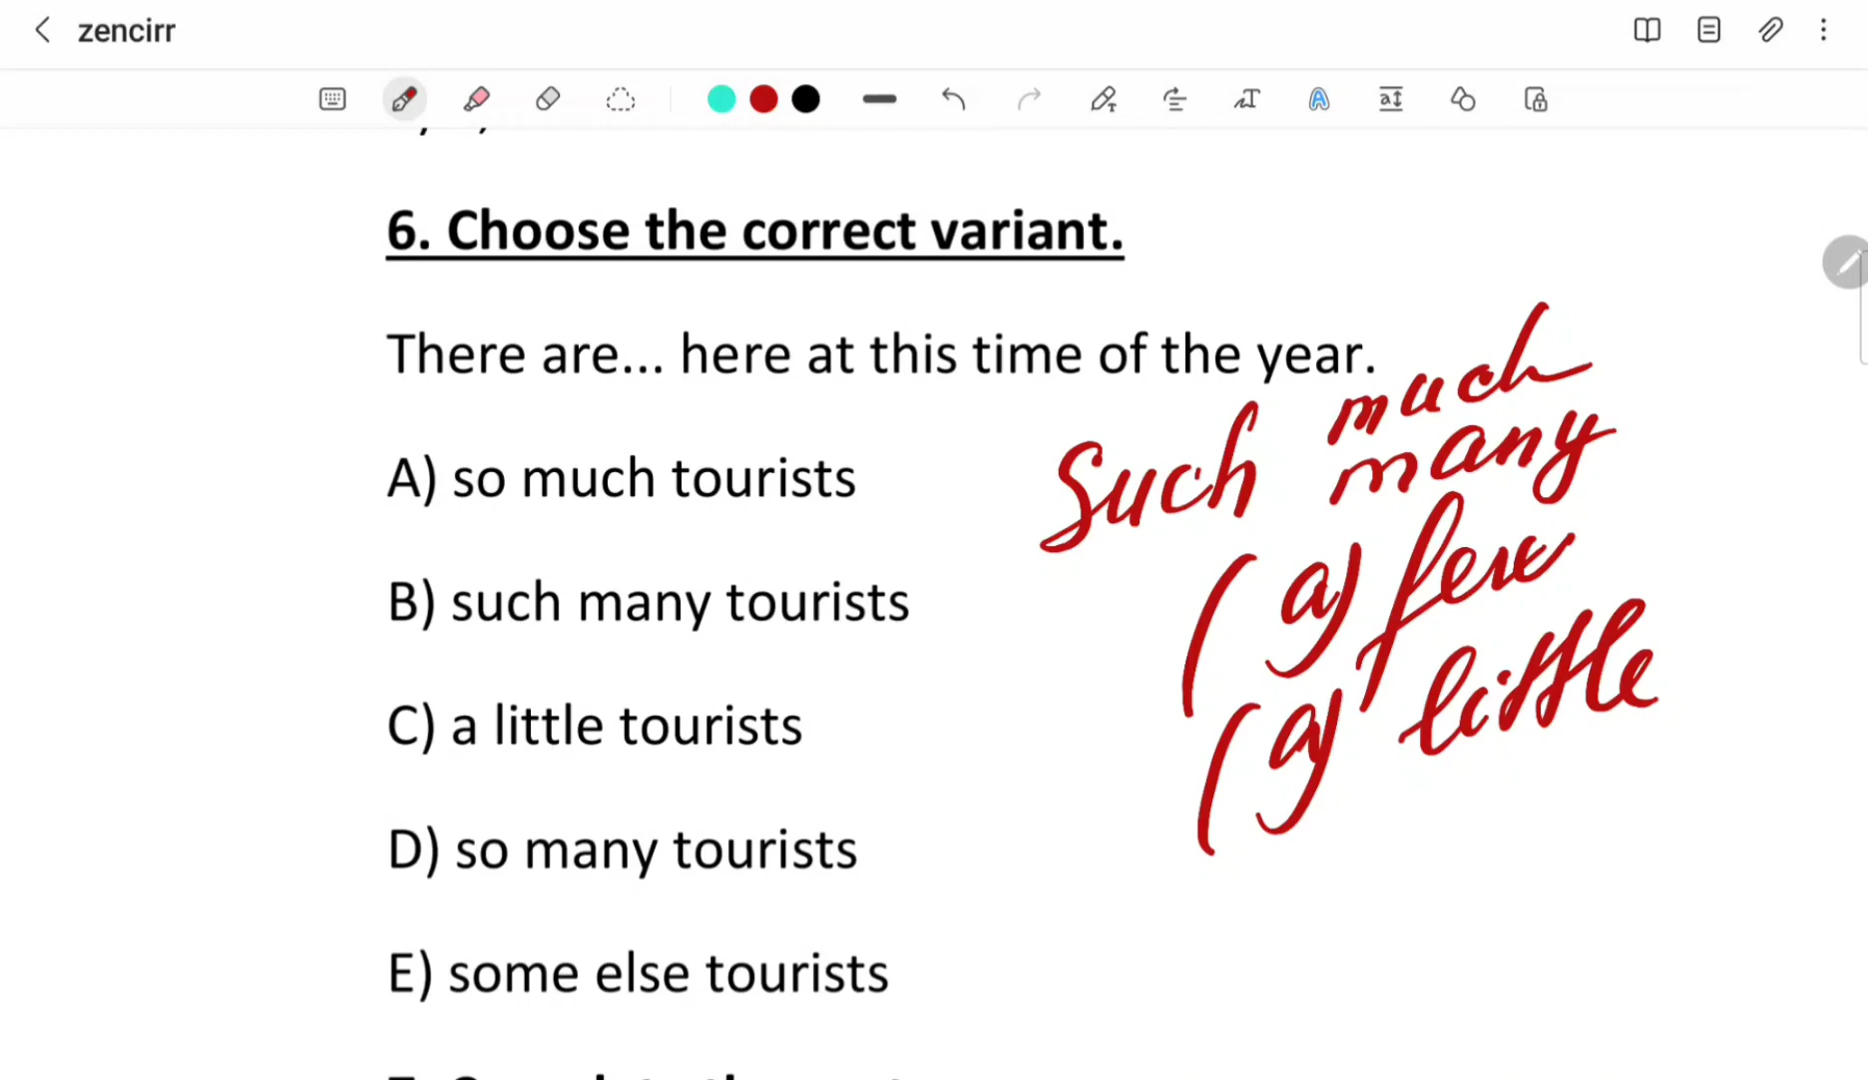 zencirr
6. Choose the correct variant.
There are... here at this time of the year.
much
Such many
A) so much tourists
(a) few
B) such many tourists
(a) little
C) a little tourists
D) so many tourists
E) some else tourists